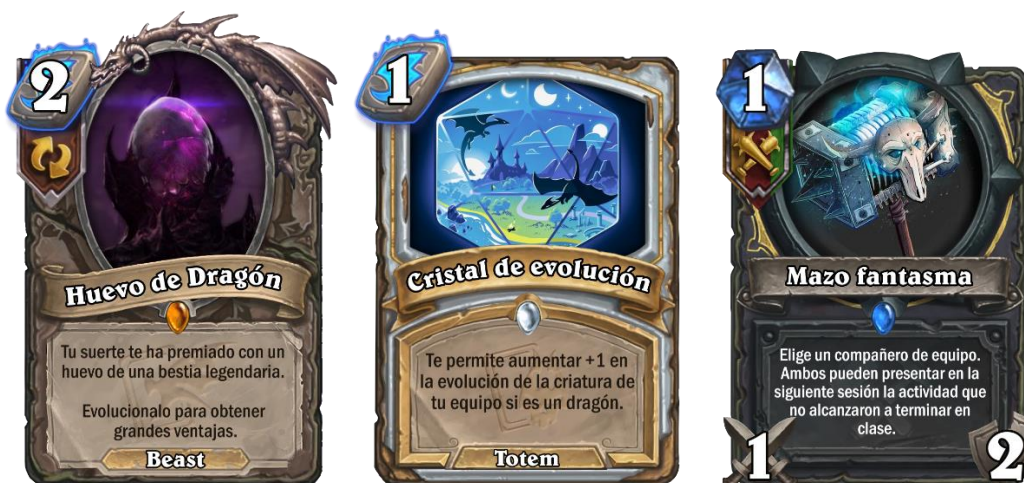 2
Huevo de Dragón
Tu suerte te ha premiado con un
huevo de una bestia legendaria.
Evolucionalo para obtener
grandes ventajas.
Beast
1
Cristal de evolución
Te permite aumentar +1 en
la evolución de la criatura de
tu equipo si es un dragón.
Totem
1
Mazo fantasma
Elige un compañero de equipo.
Ambos pueden presentar en la
siguiente sesión la actividad que
no alcanzaron a terminar en
clase.
1
2